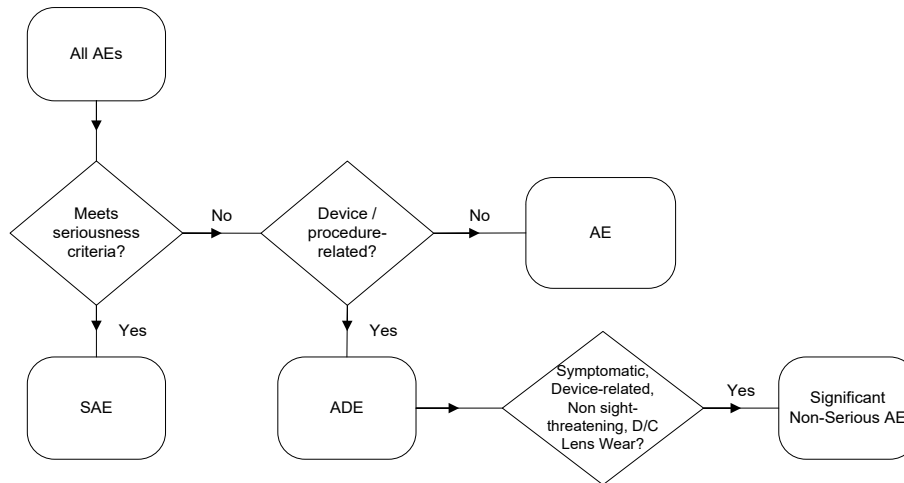 All AEs
Meets
seriousness
criteria?
No
Device /
procedure-
related?
No
AE
Yes
Yes
SAE
ADE
Symptomatic,
Device-related,
Non sight-
threatening, D/C
Lens Wear?
Yes
Significant
Non-Serious AE